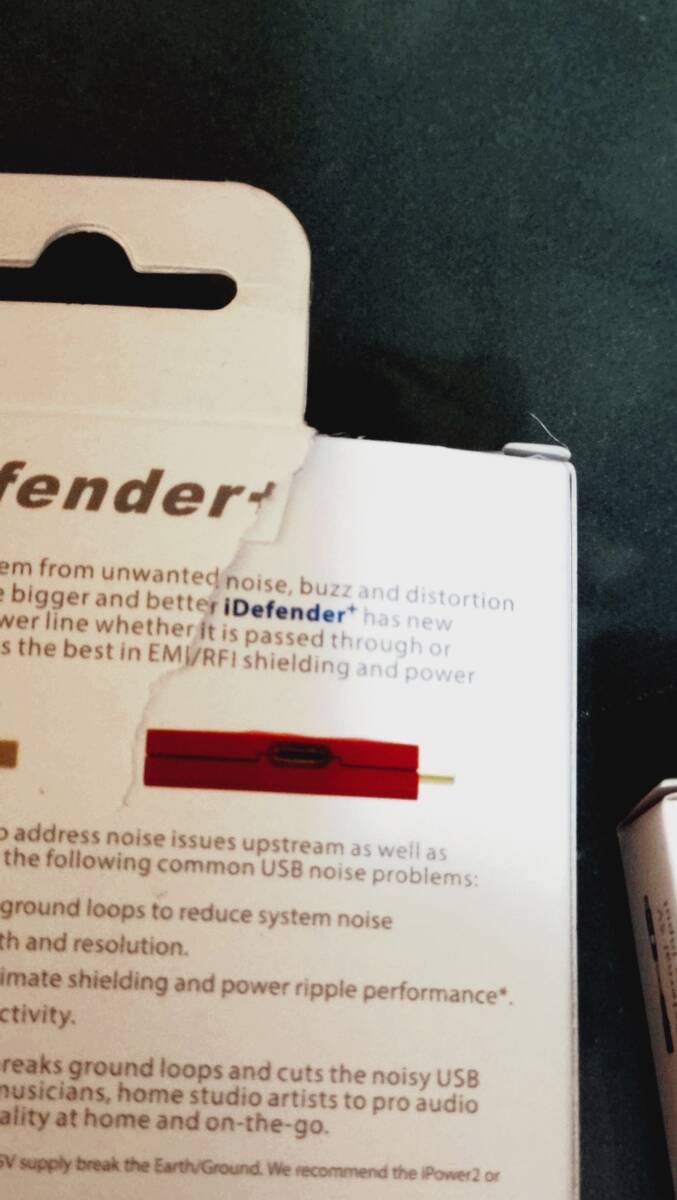 fender+
em from unwanted noise, buzz and distortion
e bigger and better iDefender+ has new
wer line whether it is passed through or
s the best in EMI/RFI shielding and power
o address noise issues upstream as well as
the following common USB noise problems:
ground loops to reduce system noise
th and resolution.
imate shielding and power ripple performance*.
ctivity.
reaks ground loops and cuts the noisy USB
musicians, home studio artists to pro audio
ality at home and on-the-go.
5V supply break the Earth/Ground. We recommend the iPower2 or